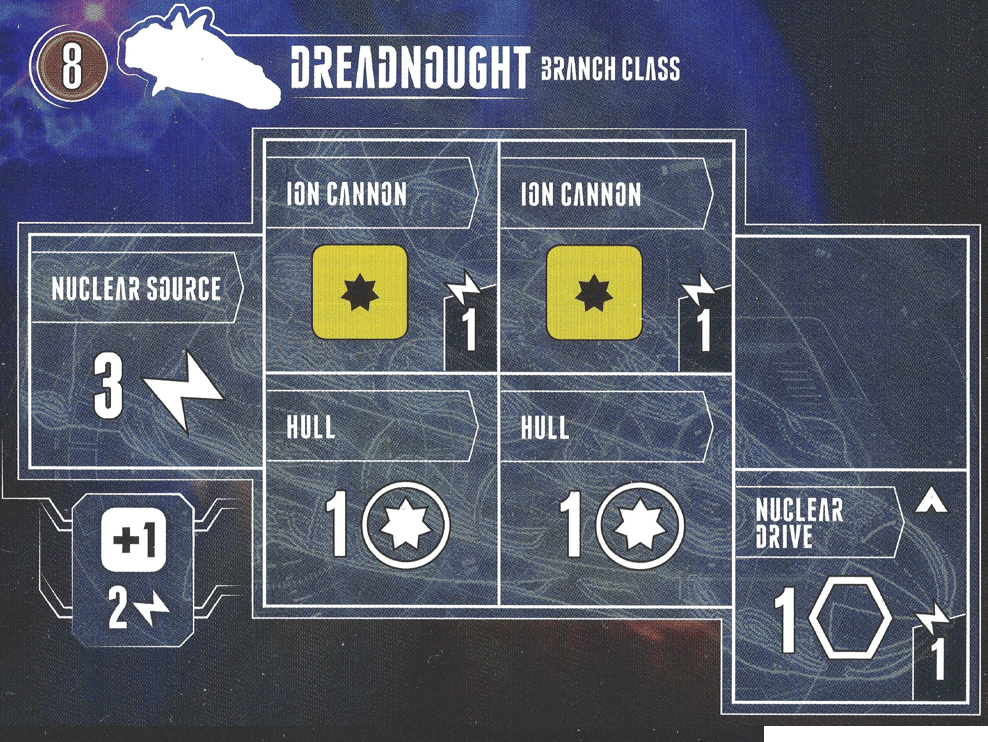 8
DREADNOUGHT BRANCH CLASS
ION CANNON
1
ION CANNON
1
NUCLEAR SOURCE
3
HULL
1
HULL
1
NUCLEAR
DRIVE
1
1
+1
2